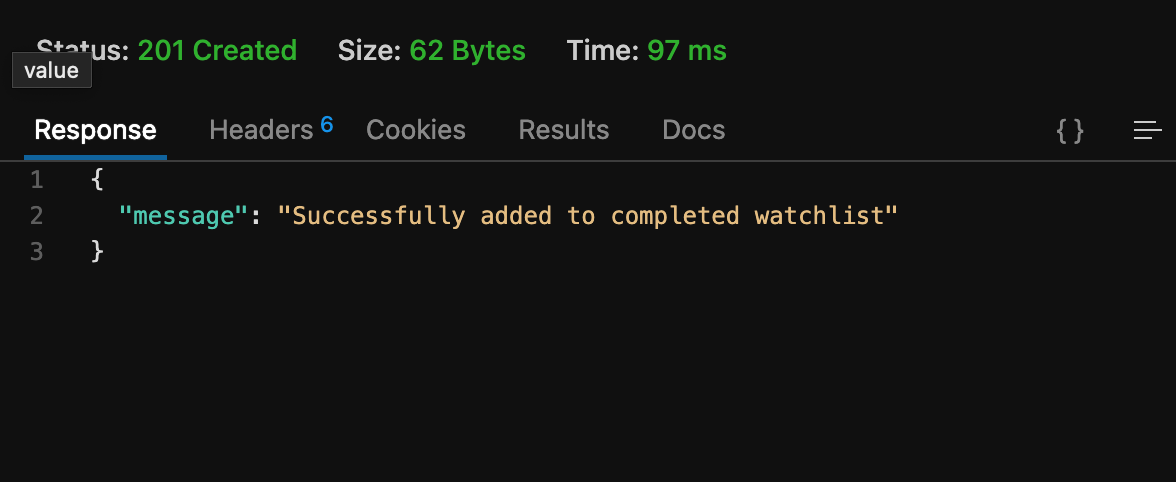 Status: 201 Created Size: 62 Bytes Time: 97 ms
value
Response Headers 6 Cookies Results Docs { }
1 {
2 "message": "Successfully added to completed watchlist"
3 }